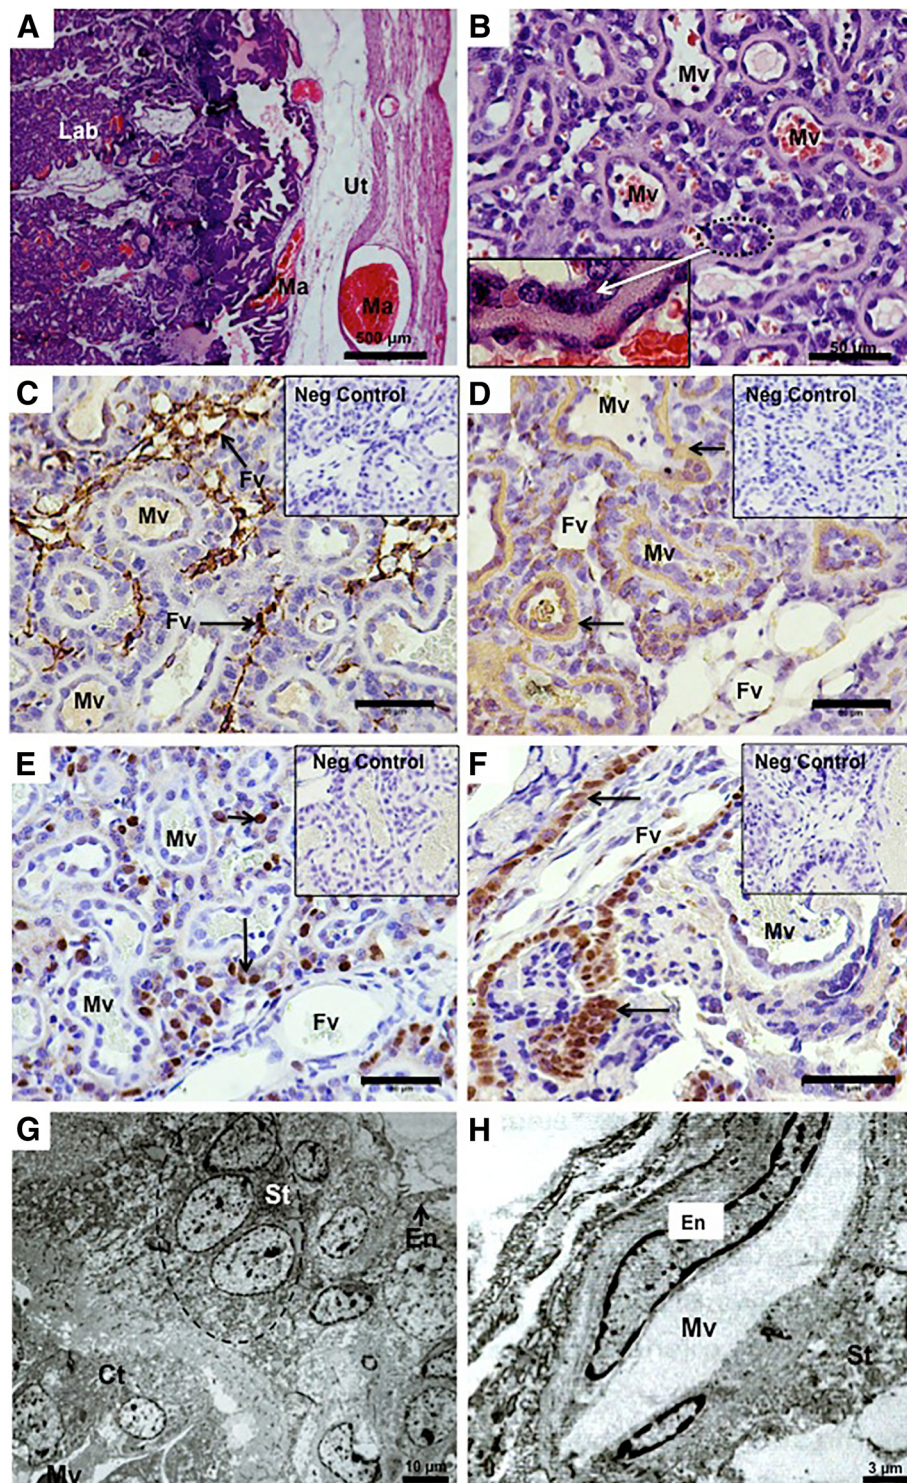 A
Lab
Ut
Ma
Ma
500 µm
B
Mv
Mv
Mv
50 µm
C
Neg Control
Fv
Mv
Fv
Mv
D
Neg Control
Mv
Fv
Mv
Fv
E
Neg Control
Mv
Mv
Fv
F
Neg Control
Fv
Mv
G
St
En
Ct
Mv
10 µm
H
En
Mv
St
3 µm